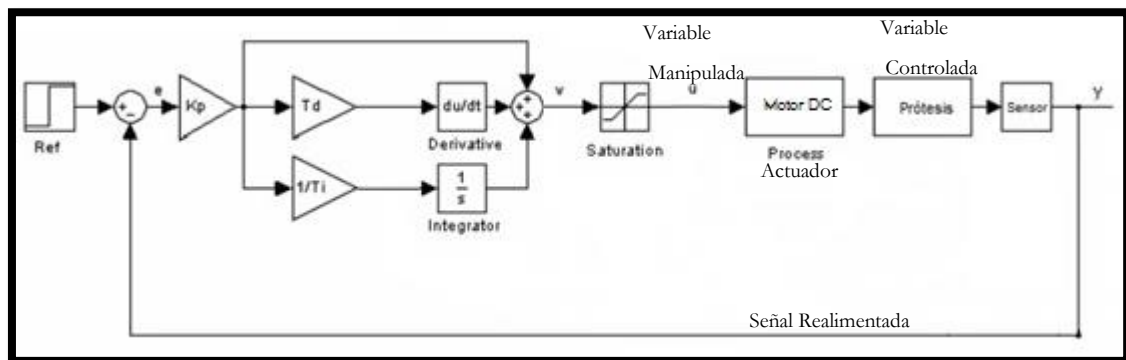 Variable
Variable
Manipulada
Controlada
e
Kp
Td
du/dt
v
u
Motor DC
Prótesis
Sensor
y
Ref
Derivative
Saturation
Process
Actuador
1/Ti
1
s
Integrator
Señal Realimentada